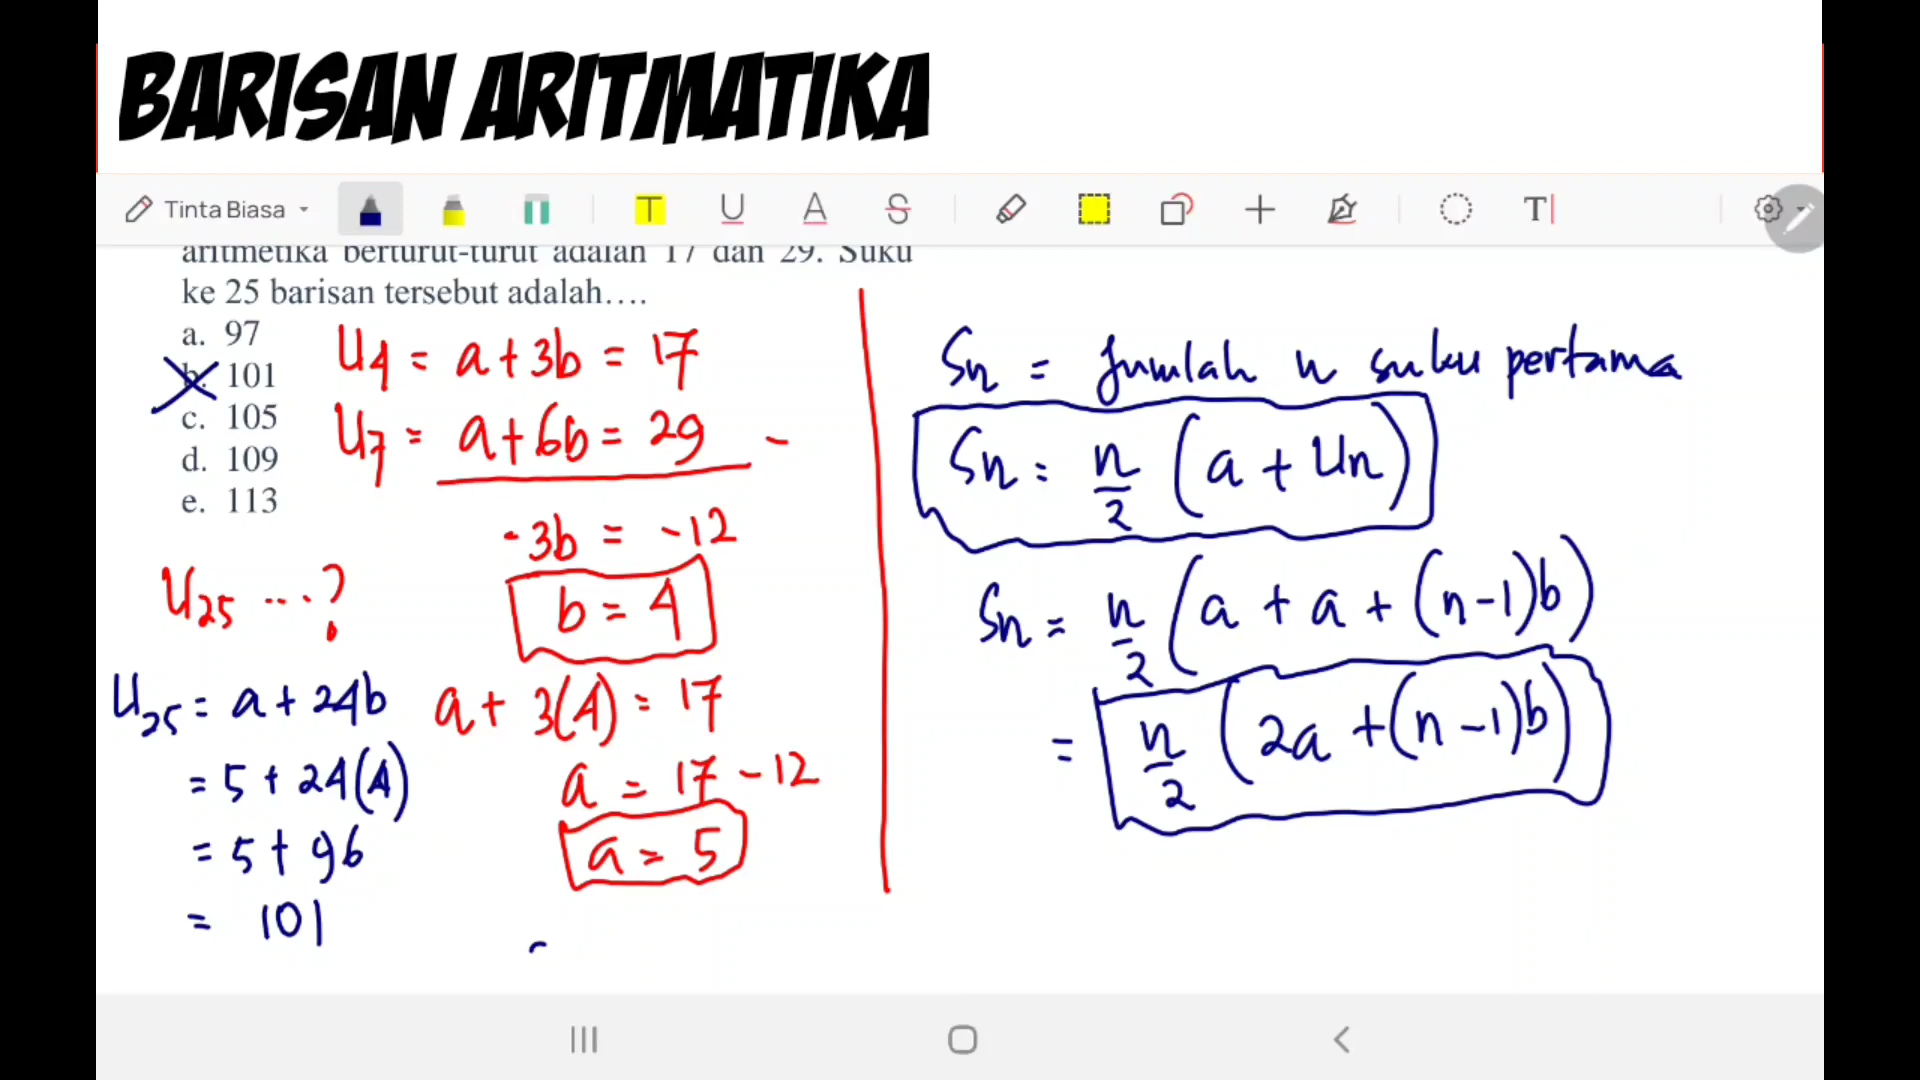 BARISAN ARITMATIKA
Tinta Biasa
aritmetika berturut-turut adalah 17 dan 29. Suku
ke 25 barisan tersebut adalah....
a. 97
b. 101
c. 105
d. 109
e. 113
U4 = a + 3b = 17
U7 = a + 6b = 29 -
-3b = -12
b = 4
U25 ...?
a + 3(4) = 17
a = 17 - 12
a = 5
U25 = a + 24b
= 5 + 24(4)
= 5 + 96
= 101
Sn = Jumlah n suku pertama
Sn = n/2 (a + Un)
Sn = n/2 (a + a + (n-1)b)
= n/2 (2a + (n-1)b)